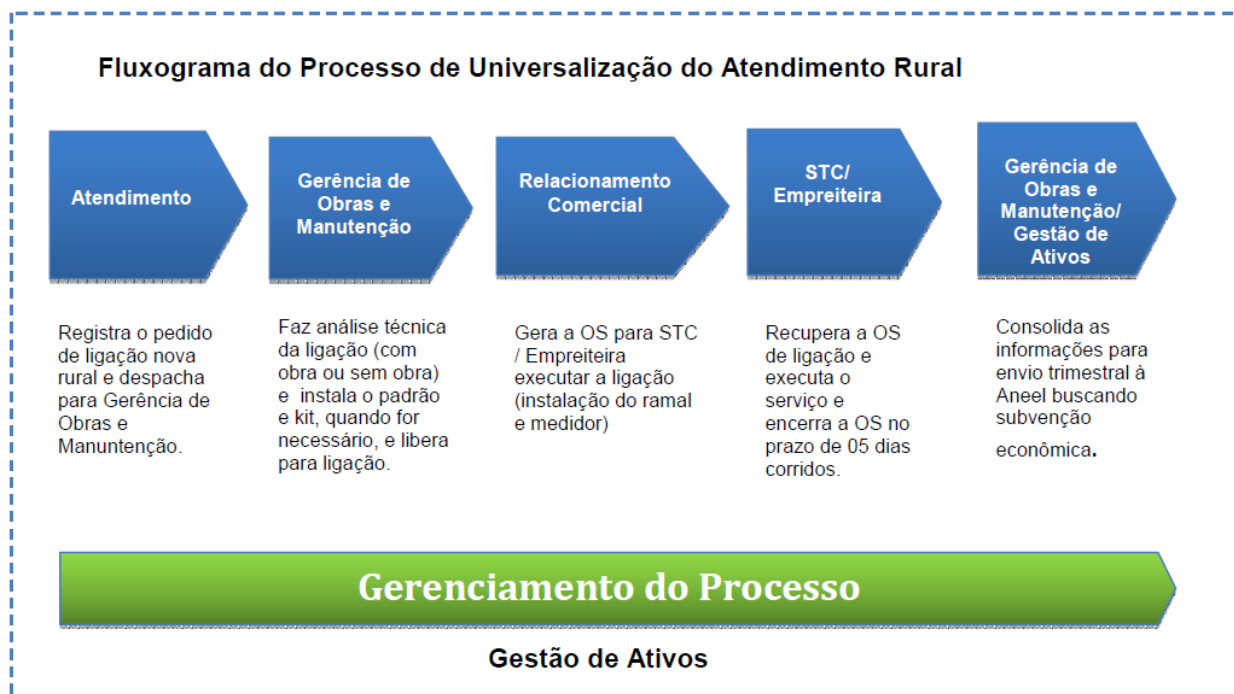 Fluxograma do Processo de Universalização do Atendimento Rural
Atendimento
Gerência de
Obras e
Manutenção
Relacionamento
Comercial
STC/
Empreiteira
Gerência de
Obras e
Manutenção/
Gestão de
Ativos
Registra o pedido
de ligação nova
rural e despacha
para Gerência de
Obras e
Manuntenção.
Faz análise técnica
da ligação (com
obra ou sem obra)
e instala o padrão
e kit, quando for
necessário, e libera
para ligação.
Gera a OS para STC
/ Empreiteira
executar a ligação
(instalação do ramal
e medidor)
Recupera a OS
de ligação e
executa o
serviço e
encerra a OS no
prazo de 05 dias
corridos.
Consolida as
informações para
envio trimestral à
Aneel buscando
subvenção
econômica.
Gerenciamento do Processo
Gestão de Ativos